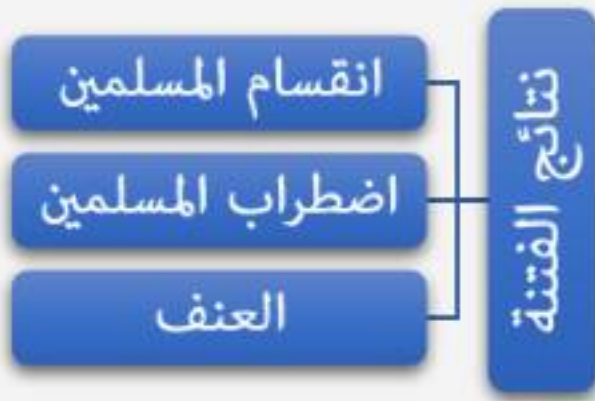 نتائج الفتنة
انقسام المسلمين
اضطراب المسلمين
العنف